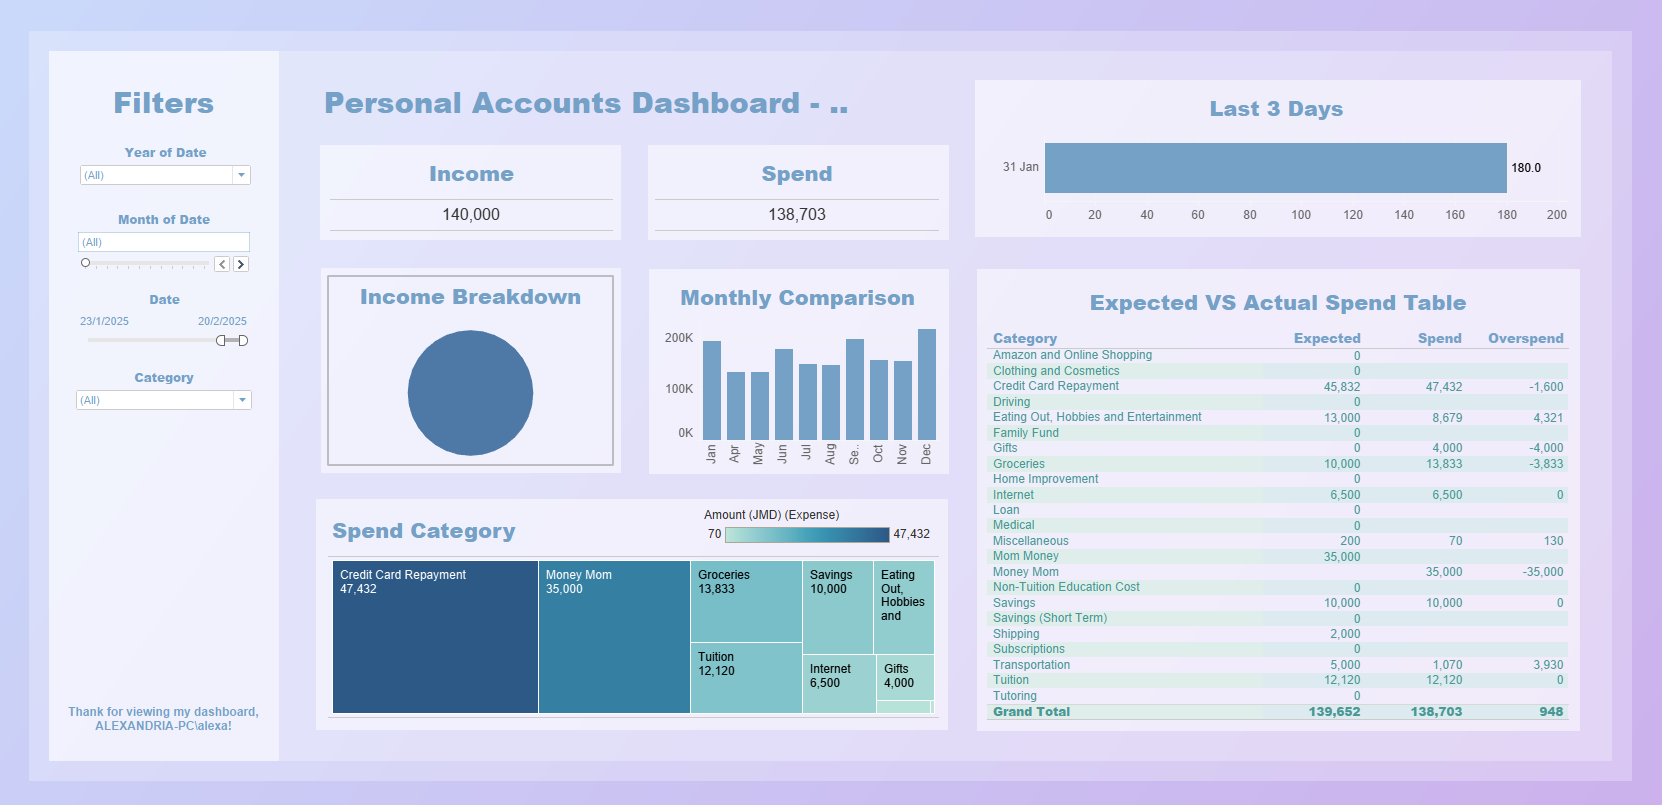 Filters
Year of Date
(All)
Month of Date
(All)
Date
23/1/2025 20/2/2025
Category
(All)
Thank for viewing my dashboard,
ALEXANDRIA-PC\alexa!
Personal Accounts Dashboard - ..
Income
140,000
Spend
138,703
Last 3 Days
31 Jan 180.0
0 20 40 60 80 100 120 140 160 180 200
Income Breakdown
Monthly Comparison
200K
100K
0K
Jan Apr May Jun Jul Aug Se.. Oct Nov Dec
Spend Category
Amount (JMD) (Expense)
70 47,432
Credit Card Repayment
47,432
Money Mom
35,000
Groceries
13,833
Tuition
12,120
Savings
10,000
Eating
Out,
Hobbies
and
Internet
6,500
Gifts
4,000
Expected VS Actual Spend Table
Category Expected Spend Overspend
Amazon and Online Shopping 0
Clothing and Cosmetics 0
Credit Card Repayment 45,832 47,432 -1,600
Driving 0
Eating Out, Hobbies and Entertainment 13,000 8,679 4,321
Family Fund 0
Gifts 0 4,000 -4,000
Groceries 10,000 13,833 -3,833
Home Improvement 0
Internet 6,500 6,500 0
Loan 0
Medical 0
Miscellaneous 200 70 130
Mom Money 35,000
Money Mom 35,000 -35,000
Non-Tuition Education Cost 0
Savings 10,000 10,000 0
Savings (Short Term) 0
Shipping 2,000
Subscriptions 0
Transportation 5,000 1,070 3,930
Tuition 12,120 12,120 0
Tutoring 0
Grand Total 139,652 138,703 948